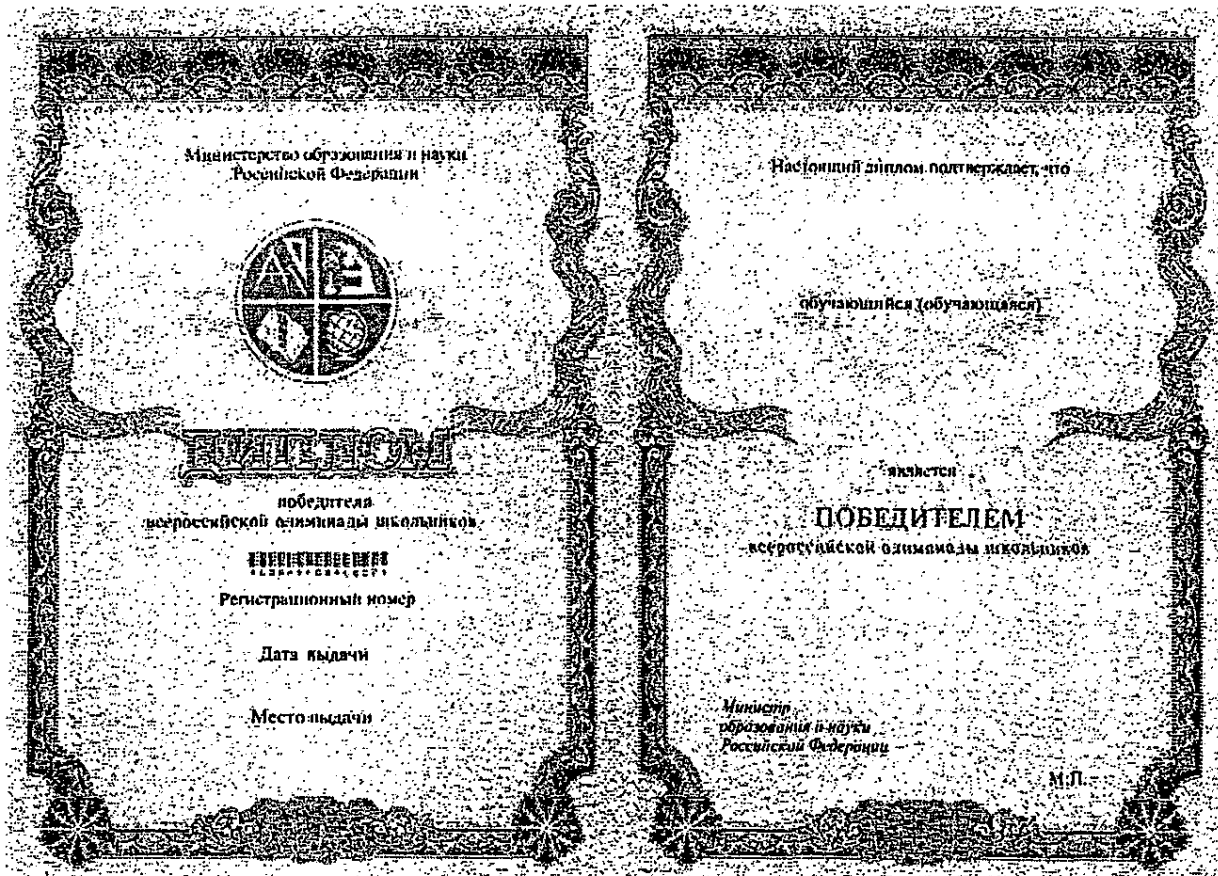 Министерство образования и науки
Российской Федерации
ДИПЛОМ
победителя
всероссийской олимпиады школьников
Регистрационный номер
Дата выдачи
Место выдачи
Настоящий диплом подтверждает, что
обучающийся (обучающаяся)
является
ПОБЕДИТЕЛЕМ
всероссийской олимпиады школьников
Министр
образования и науки
Российской Федерации
М.П.